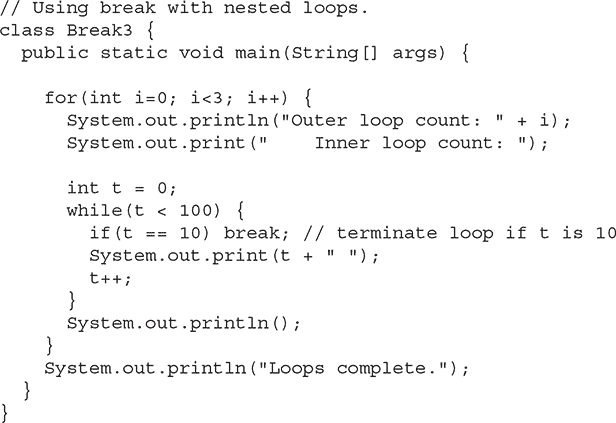 // Using break with nested loops.
class Break3 {
  public static void main(String[] args) {

    for(int i=0; i<3; i++) {
      System.out.println("Outer loop count: " + i);
      System.out.print("    Inner loop count: ");

      int t = 0;
      while(t < 100) {
        if(t == 10) break; // terminate loop if t is 10
        System.out.print(t + " ");
        t++;
      }
      System.out.println();
    }
    System.out.println("Loops complete.");
  }
}